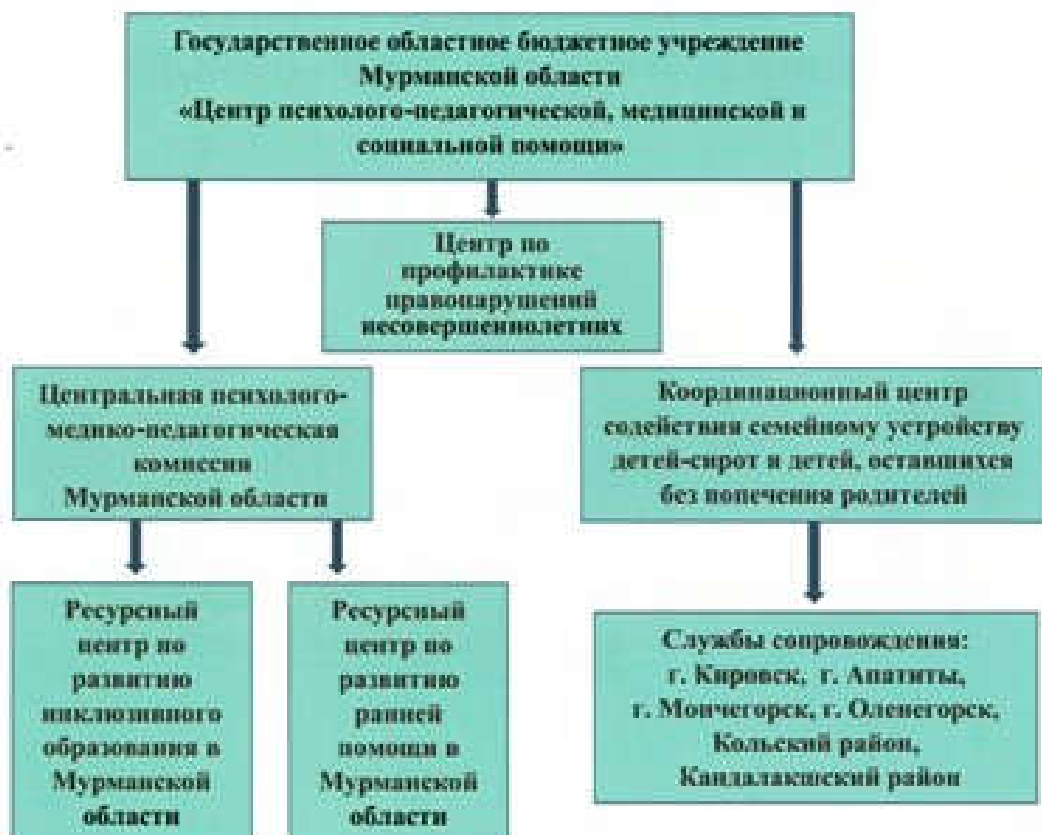 Государственное областное бюджетное учреждение
Мурманской области
«Центр психолого-педагогической, медицинской и
социальной помощи»
Центр по
профилактике
правонарушений
несовершеннолетних
Центральная психолого-
медико-педагогическая
комиссия
Мурманской области
Координационный центр
содействия семейному устройству
детей-сирот и детей, оставшихся
без попечения родителей
Ресурсный
центр по
развитию
инклюзивного
образования в
Мурманской
области
Ресурсный
центр по
развитию
ранней
помощи в
Мурманской
области
Службы сопровождения:
г. Кировск, г. Апатиты,
г. Мончегорск, г. Оленегорск,
Кольский район,
Кандалакшский район